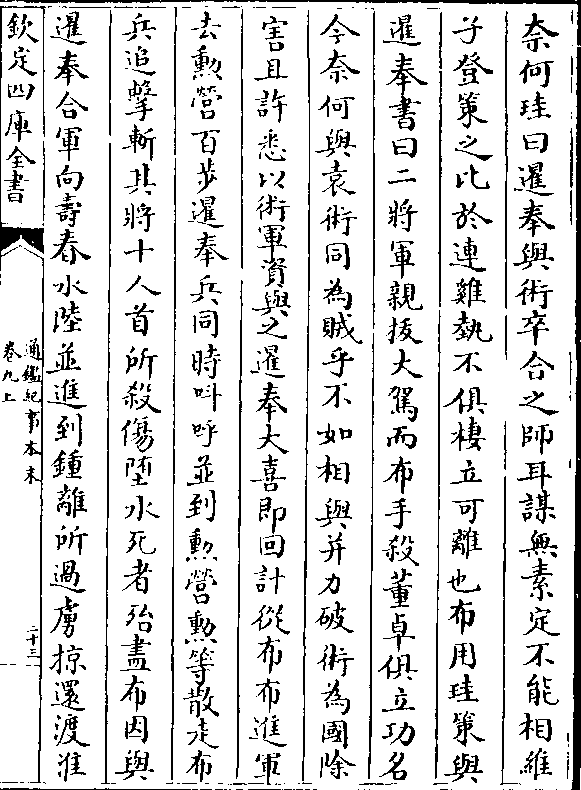 奈何珪曰暹奉與術卒合之師耳謀無素定不能相維
子登策之比於連雞埶不俱棲立可離也布用珪策與
暹奉書曰二將軍親拔大駕而布手殺董卓俱立功名
今奈何與袁術同為賊乎不如相與并力破術為國除
害且許悉以術軍資與之暹奉大喜即回計從布布進軍
去勲營百步暹奉兵同時叫呼並到勲營勲等散走布
兵追擊斬其將十人首所殺傷墮水死者殆盡布因與
暹奉合軍向壽春水陸並進到鍾離所過虜掠還渡淮
欽定四庫全書
通鑑紀事本末
卷九上
二十三